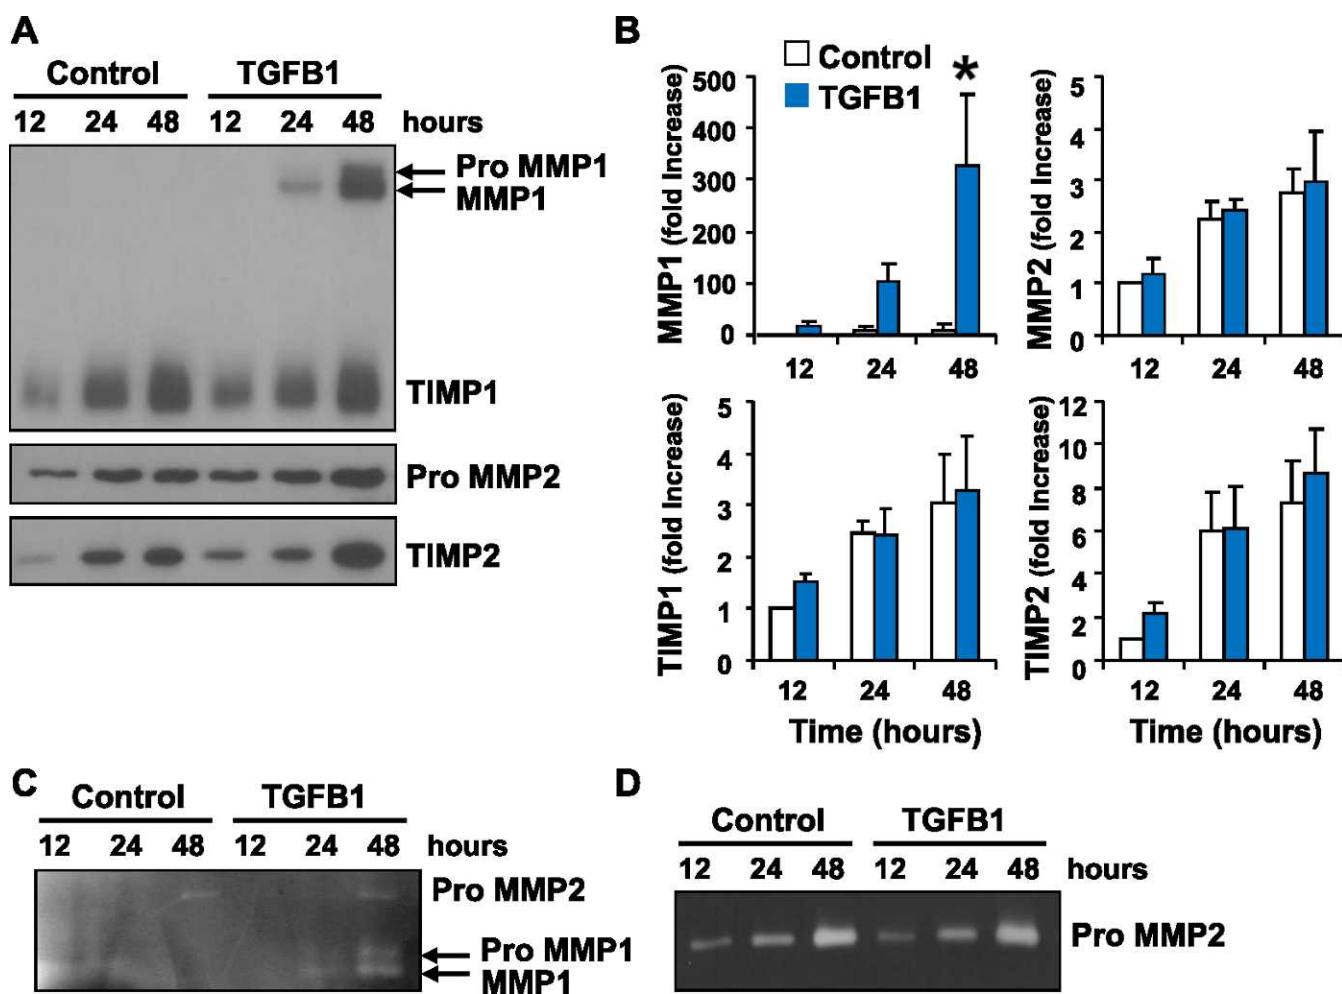 A
Control TGFB1
12 24 48 12 24 48 hours
Pro MMP1
MMP1
TIMP1
Pro MMP2
TIMP2
B
Control
TGFB1
MMP1 (fold Increase)
500
400
300
200
100
0
*
12 24 48
MMP2 (fold Increase)
5
4
3
2
1
0
12 24 48
TIMP1 (fold Increase)
5
4
3
2
1
0
12 24 48
Time (hours)
TIMP2 (fold Increase)
12
10
8
6
4
2
0
12 24 48
Time (hours)
C
Control TGFB1
12 24 48 12 24 48 hours
Pro MMP2
Pro MMP1
MMP1
D
Control TGFB1
12 24 48 12 24 48 hours
Pro MMP2